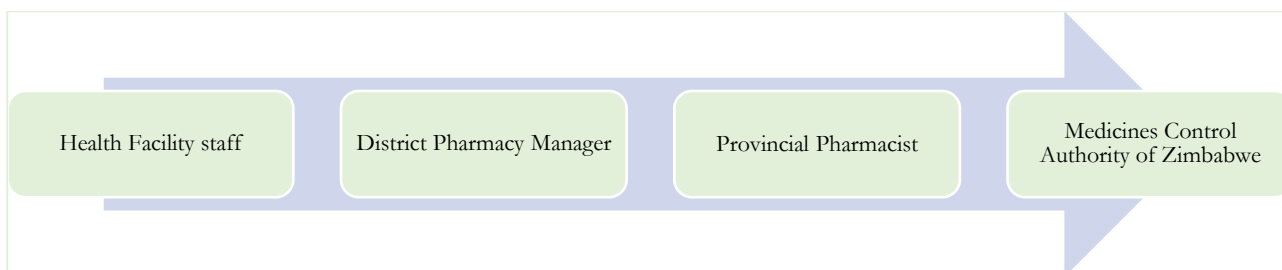 Health Facility staff
District Pharmacy Manager
Provincial Pharmacist
Medicines Control
Authority of Zimbabwe